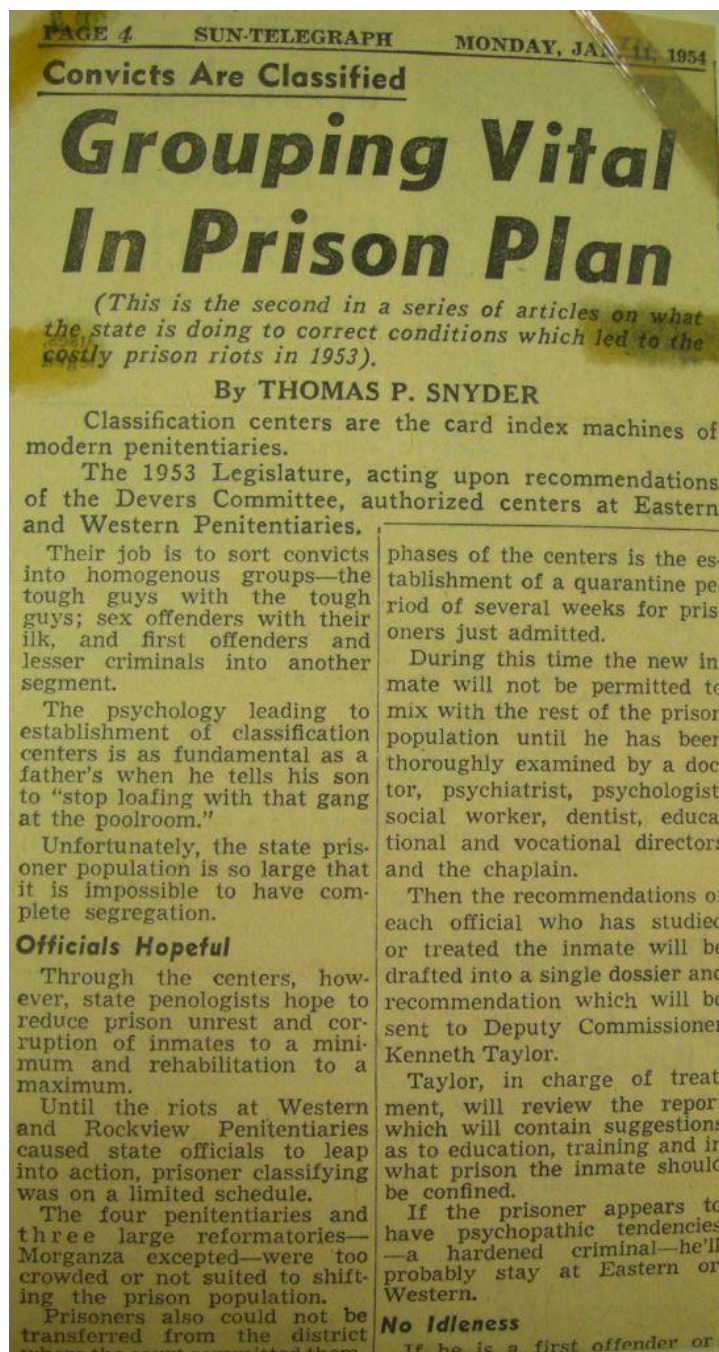 PAGE 4 SUN-TELEGRAPH MONDAY, JAN. 11, 1954
Convicts Are Classified
Grouping Vital
In Prison Plan
(This is the second in a series of articles on what
the state is doing to correct conditions which led to the
costly prison riots in 1953).
By THOMAS P. SNYDER
Classification centers are the card index machines of
modern penitentiaries.
The 1953 Legislature, acting upon recommendations
of the Devers Committee, authorized centers at Eastern
and Western Penitentiaries.
Their job is to sort convicts
into homogenous groups—the
tough guys with the tough
guys; sex offenders with their
ilk, and first offenders and
lesser criminals into another
segment.
The psychology leading to
establishment of classification
centers is as fundamental as a
father's when he tells his son
to "stop loafing with that gang
at the poolroom."
Unfortunately, the state pris-
oner population is so large that
it is impossible to have com-
plete segregation.
Officials Hopeful
Through the centers, how-
ever, state penologists hope to
reduce prison unrest and cor-
ruption of inmates to a mini-
mum and rehabilitation to a
maximum.
Until the riots at Western
and Rockview Penitentiaries
caused state officials to leap
into action, prisoner classifying
was on a limited schedule.
The four penitentiaries and
three large reformatories—
Morganza excepted—were too
crowded or not suited to shift-
ing the prison population.
Prisoners also could not be
transferred from the district
where the court committed them
phases of the centers is the es-
tablishment of a quarantine pe-
riod of several weeks for pris-
oners just admitted.
During this time the new in
mate will not be permitted to
mix with the rest of the prison
population until he has been
thoroughly examined by a doc
tor, psychiatrist, psychologist
social worker, dentist, educa
tional and vocational directors
and the chaplain.
Then the recommendations of
each official who has studied
or treated the inmate will be
drafted into a single dossier and
recommendation which will be
sent to Deputy Commissioner
Kenneth Taylor.
Taylor, in charge of treat
ment, will review the report
which will contain suggestions
as to education, training and in
what prison the inmate should
be confined.
If the prisoner appears to
have psychopathic tendencies
—a hardened criminal—he'll
probably stay at Eastern or
Western.
No Idleness
If he is a first offender or